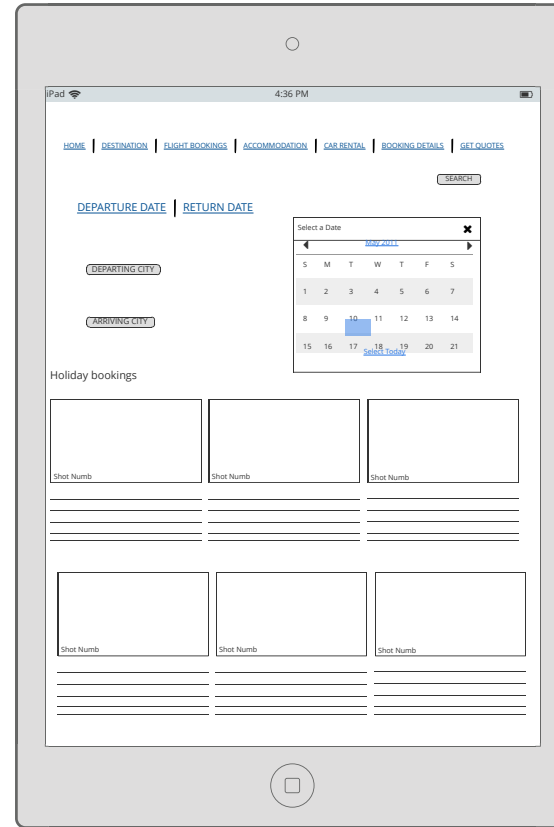 iPad 4:36 PM
HOME DESTINATION FLIGHT BOOKINGS ACCOMMODATION CAR RENTAL BOOKING DETAILS GET QUOTES
SEARCH
DEPARTURE DATE RETURN DATE
Select a Date
May 2011
S M T W T F S
1 2 3 4 5 6 7
8 9 10 11 12 13 14
15 16 17 18 19 20 21
Select Today
DEPARTING CITY
ARRIVING CITY
Holiday bookings
Shot Numb Shot Numb Shot Numb
Shot Numb Shot Numb Shot Numb